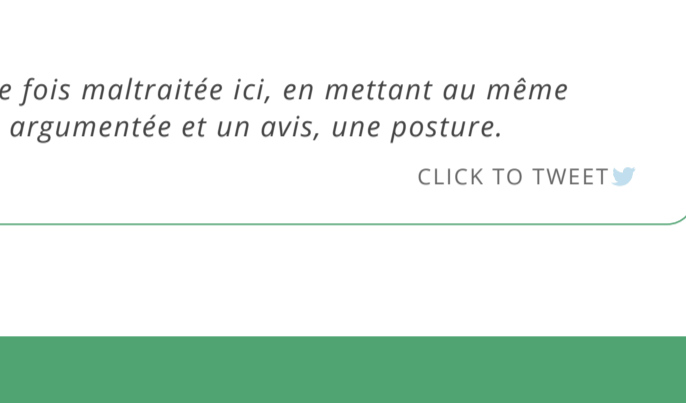 e fois maltraitée ici, en mettant au même
argumentée et un avis, une posture.
CLICK TO TWEET